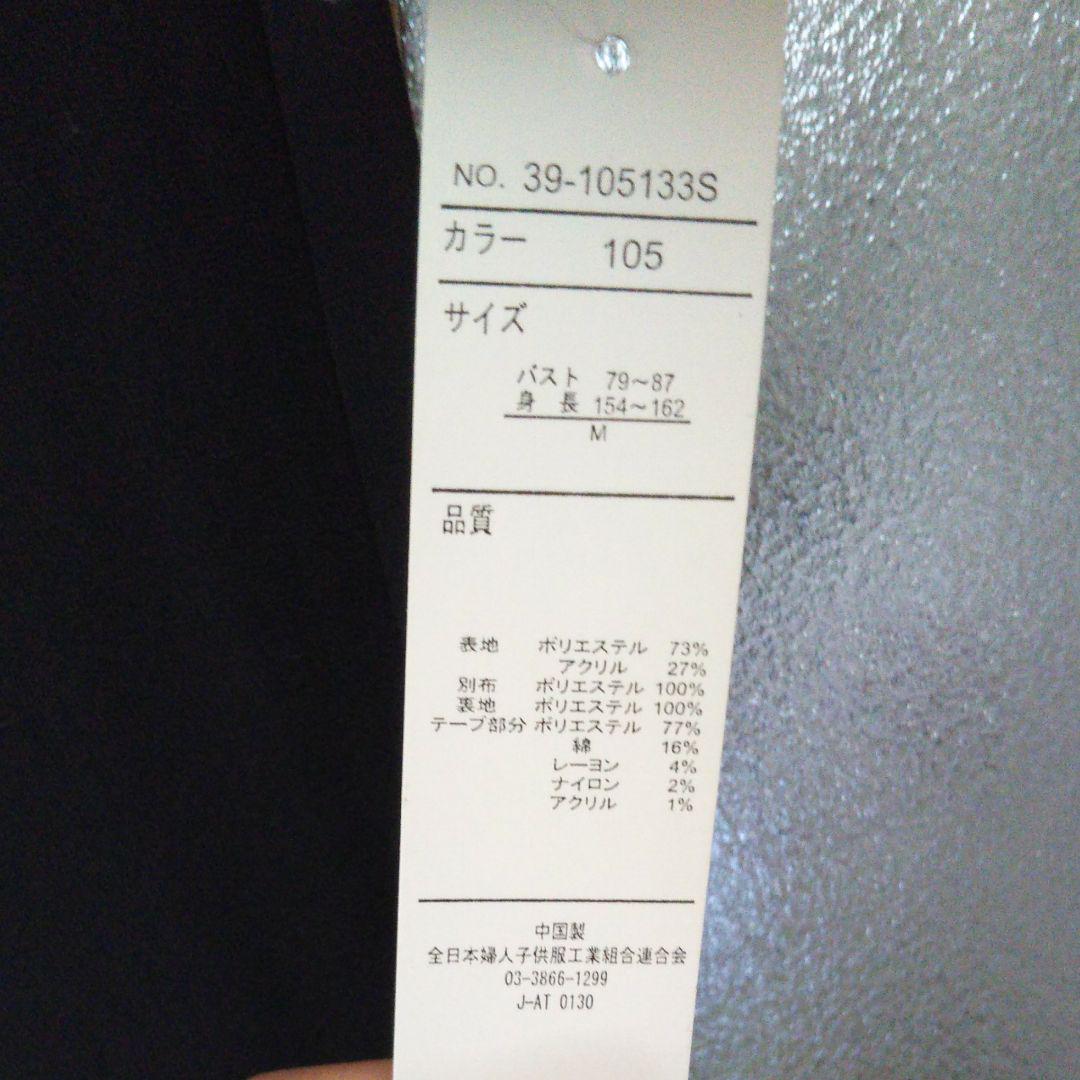 NO. 39-105133S
カラー 105
サイズ
バスト 79~87
身 長 154~162
M
品質
表地 ポリエステル 73%
アクリル 27%
別布 ポリエステル 100%
裏地 ポリエステル 100%
テープ部分 ポリエステル 77%
綿 16%
レーヨン 4%
ナイロン 2%
アクリル 1%
中国製
全日本婦人子供服工業組合連合会
03-3866-1299
J-AT 0130